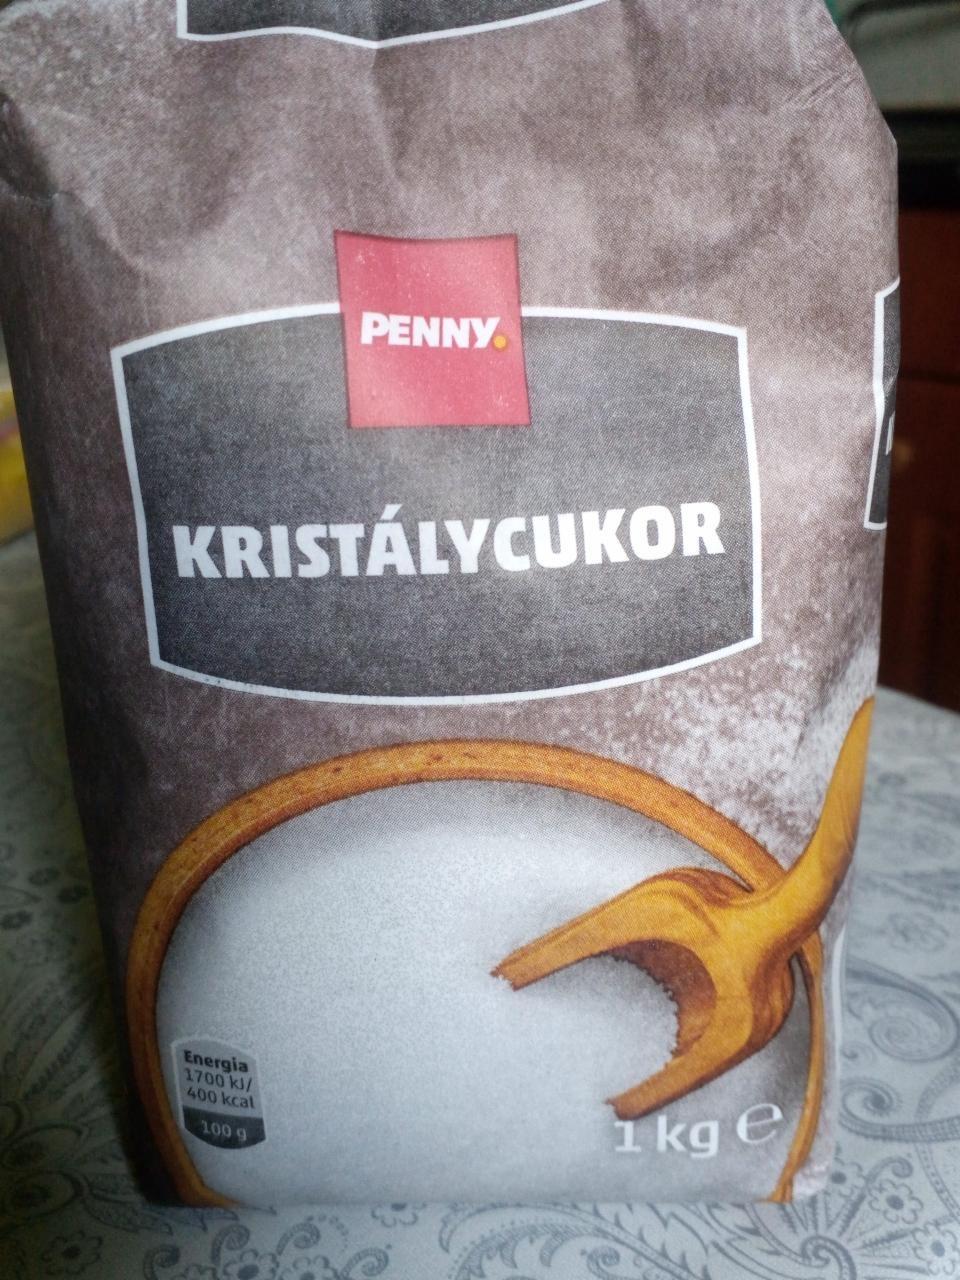 PENNY.
KRISTÁLYCUKOR
Energia
1700 kJ/
400 kcal
100 g
1 kg ℮